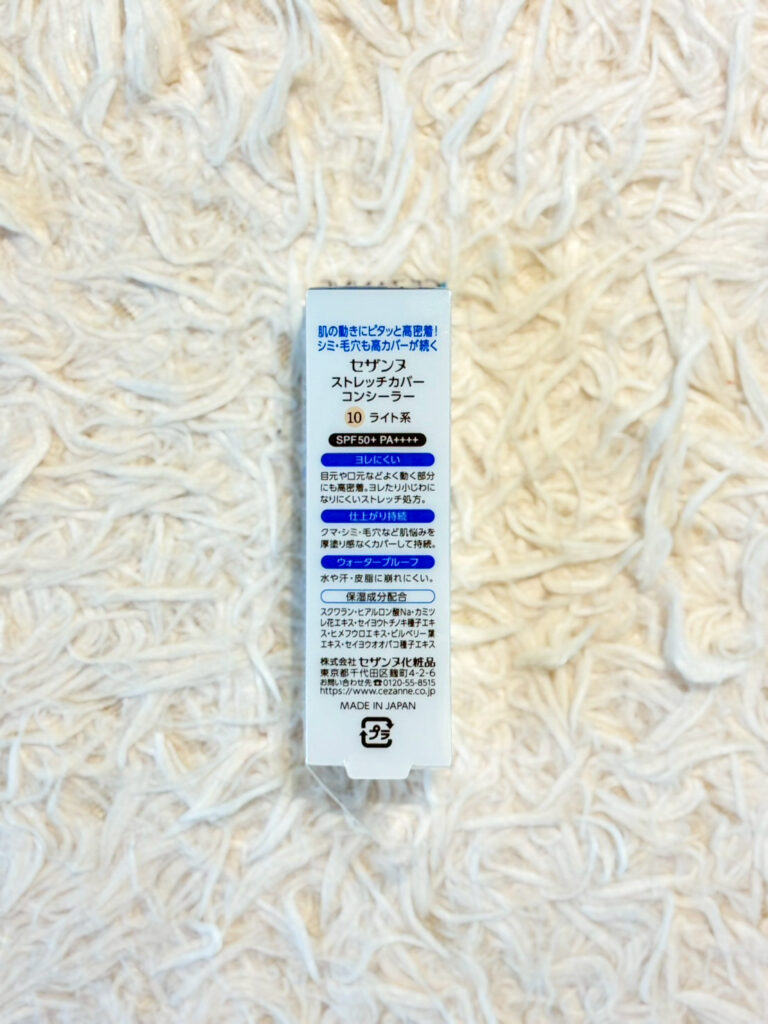 肌の動きにピタッと高密着!
シミ・毛穴も高カバーが続く
セザンヌ
ストレッチカバー
コンシーラー
10 ライト系
SPF50+ PA++++
ヨレにくい
目元や口元などよく動く部分
にも高密着。ヨレたり小じわに
なりにくいストレッチ処方。
仕上がり持続
クマ・シミ・毛穴など肌悩みを
厚塗り感なくカバーして持続。
ウォータープルーフ
水や汗・皮脂に崩れにくい。
保湿成分配合
スクワラン・ヒアルロン酸Na・カミツ
レ花エキス・セイヨウトチノキ種子エキ
ス・ヒメフウロエキス・ビルベリー葉
エキス・セイヨウオオバコ種子エキス
株式会社 セザンヌ化粧品
東京都千代田区麹町4-2-6
お問い合わせ先☎0120-55-8515
https://www.cezanne.co.jp
MADE IN JAPAN
プラ